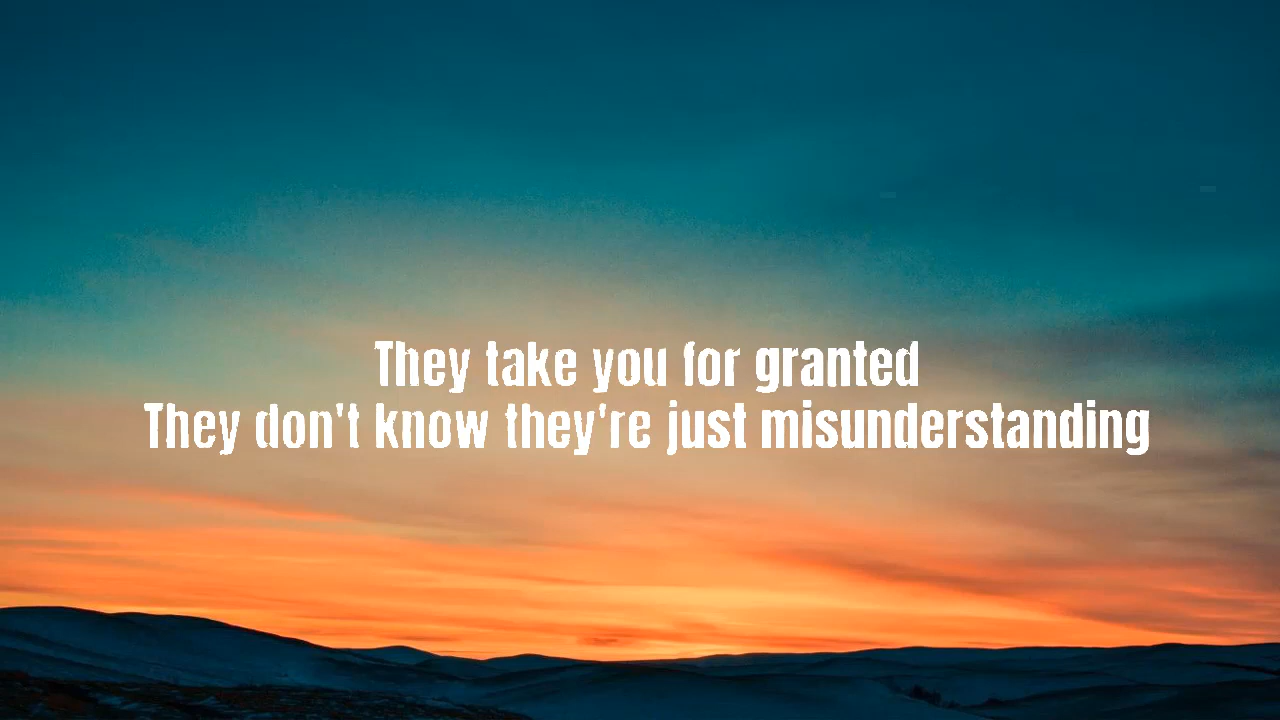 They take you for granted
They don't know they're just misunderstanding